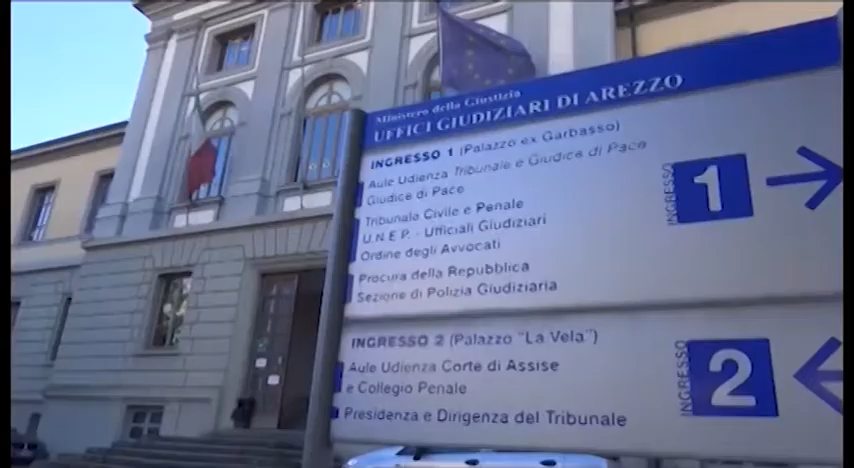 Ministero della Giustizia
UFFICI GIUDIZIARI DI AREZZO
INGRESSO 1 (Palazzo ex Garbasso)
Aule Udienza Tribunale e Giudice di Pace
Giudice di Pace
Tribunale Civile e Penale
U.N.E.P. - Ufficiali Giudiziari
Ordine degli Avvocati
Procura della Repubblica
Sezione di Polizia Giudiziaria
INGRESSO
1
INGRESSO 2 (Palazzo "La Vela")
Aule Udienza Corte di Assise
e Collegio Penale
Presidenza e Dirigenza del Tribunale
INGRESSO
2